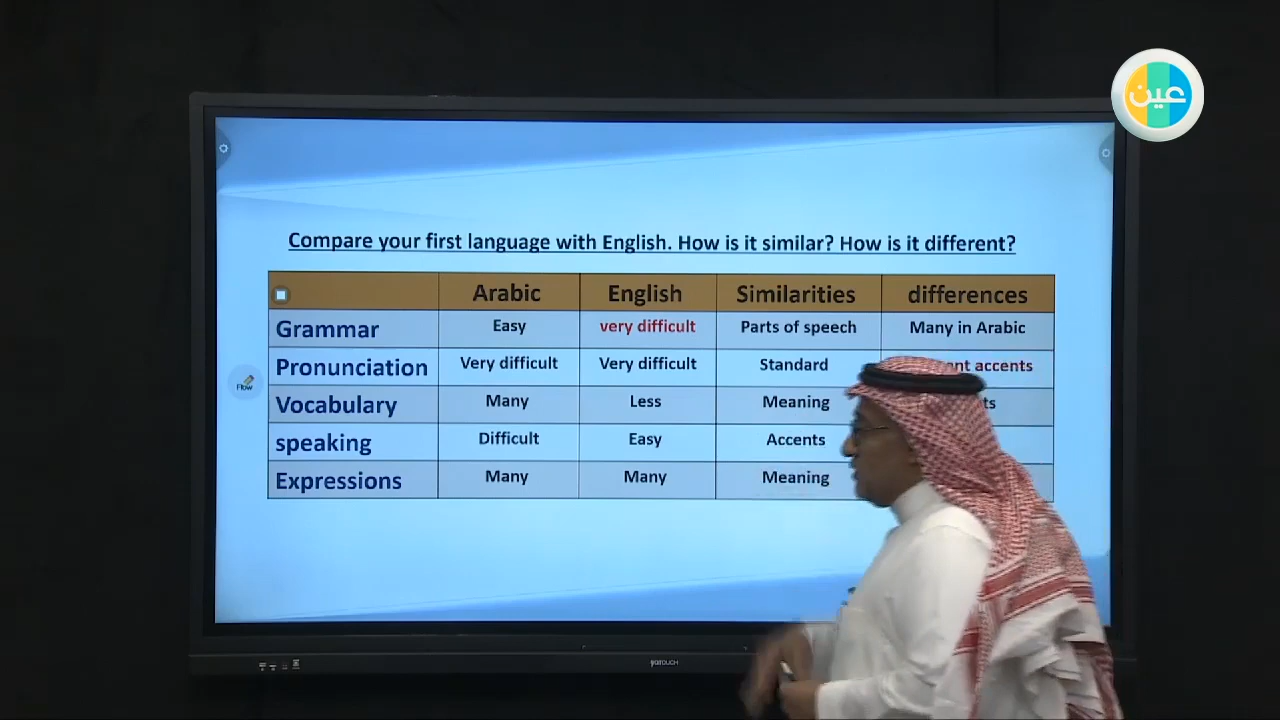 عين
Compare your first language with English. How is it similar? How is it different?
Arabic English Similarities differences
Grammar Easy very difficult Parts of speech Many in Arabic
Pronunciation Very difficult Very difficult Standard accents
Vocabulary Many Less Meaning
speaking Difficult Easy Accents
Expressions Many Many Meaning
Flow
YaxTOUCH